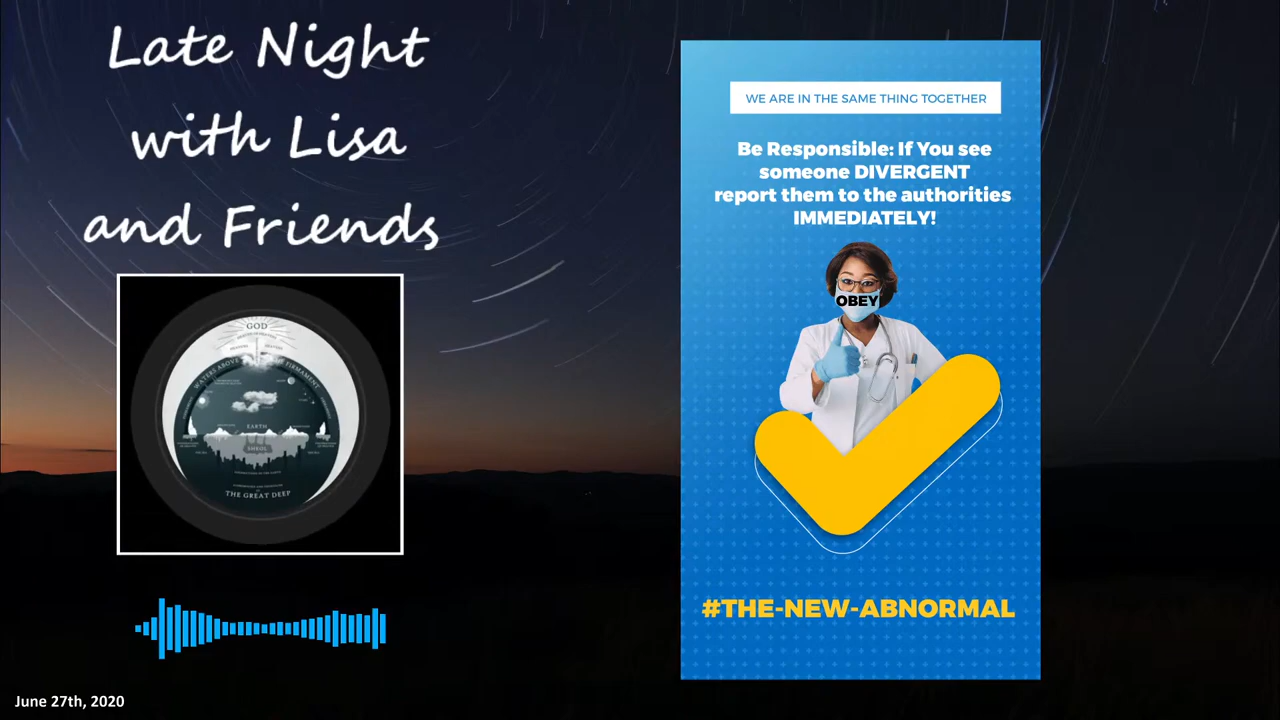 Late Night
with Lisa
and Friends
GOD
WATERS ABOVE
FIRMAMENT
EARTH
SHEOL
THE GREAT DEEP
June 27th, 2020
WE ARE IN THE SAME THING TOGETHER
Be Responsible: If You see
someone DIVERGENT
report them to the authorities
IMMEDIATELY!
OBEY
#THE-NEW-ABNORMAL